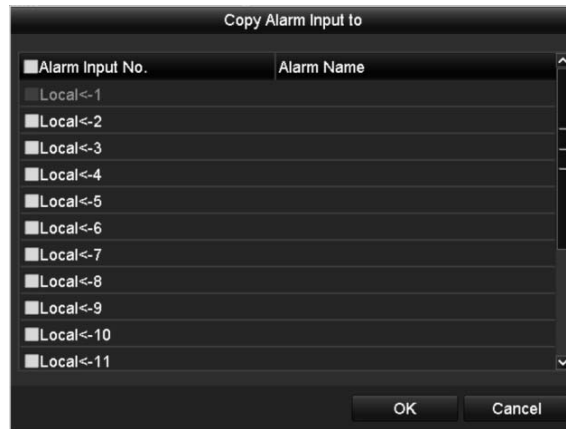 Copy Alarm Input to
Alarm Input No. Alarm Name
Local<-1
Local<-2
Local<-3
Local<-4
Local<-5
Local<-6
Local<-7
Local<-8
Local<-9
Local<-10
Local<-11
OK Cancel